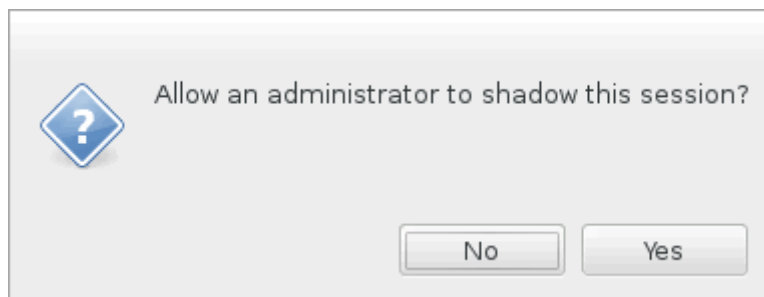 Allow an administrator to shadow this session?
?
No
Yes